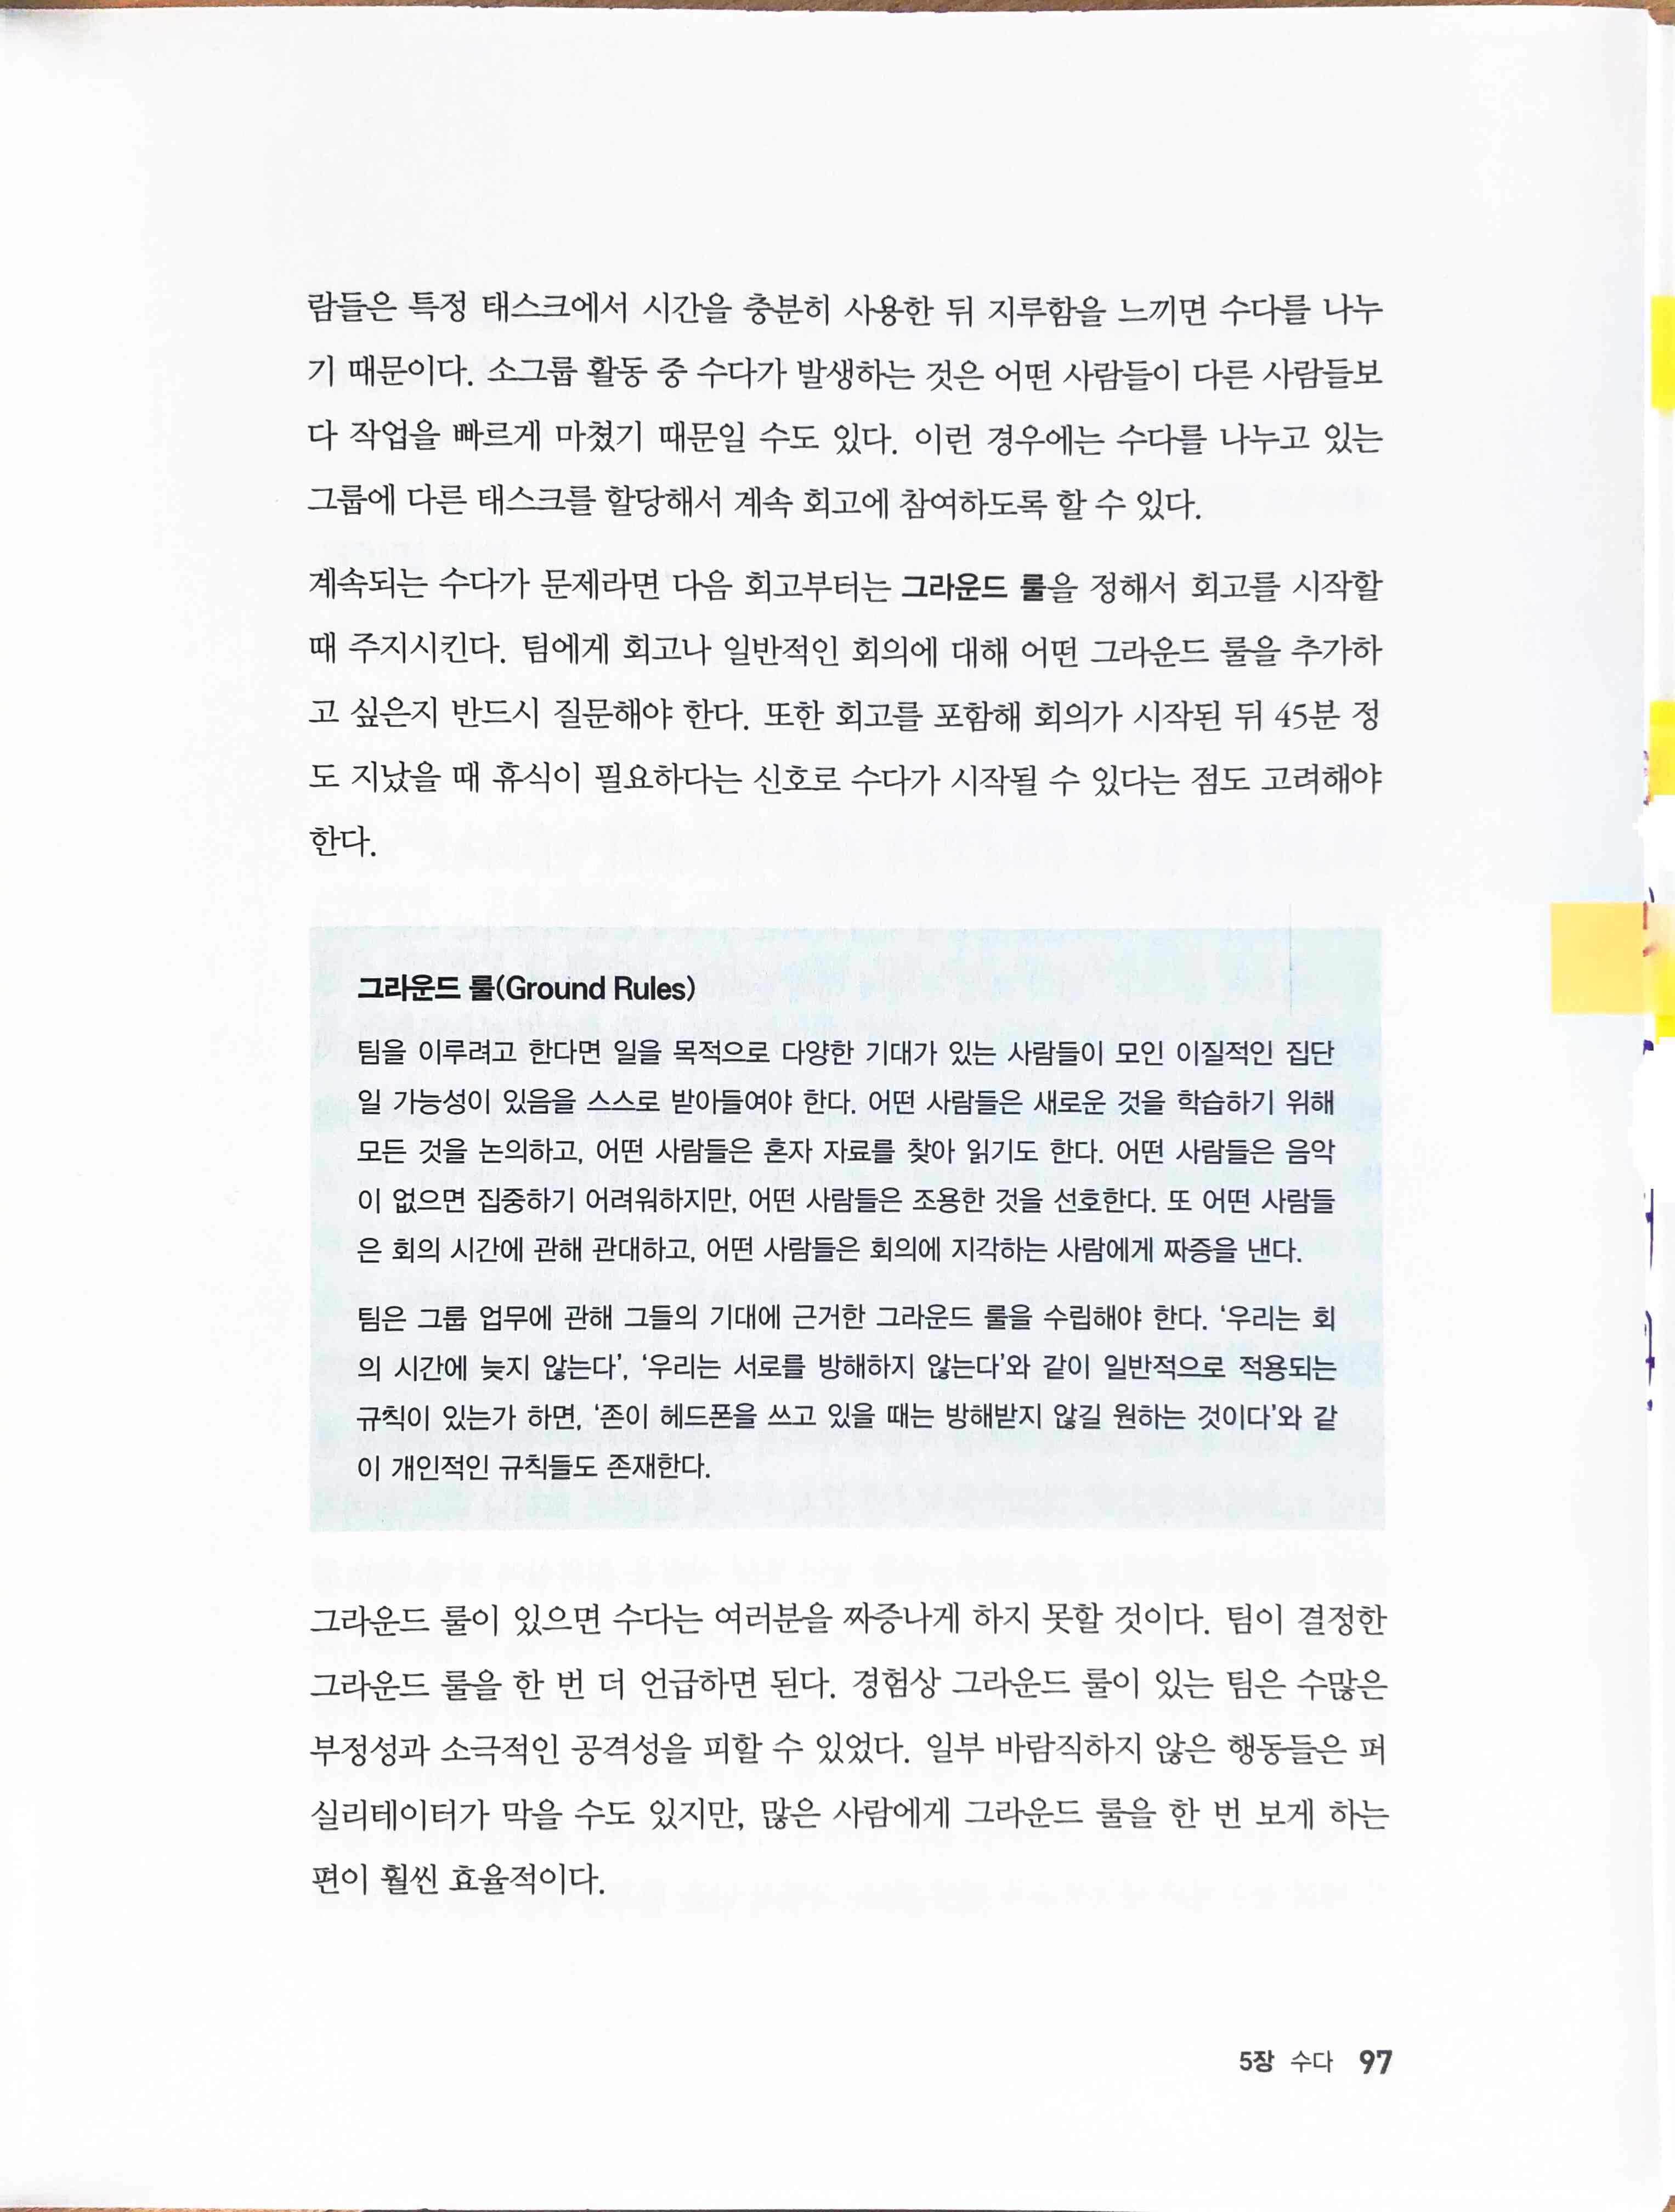 람들은 특정 태스크에서 시간을 충분히 사용한 뒤 지루함을 느끼면 수다를 나누
기 때문이다. 소그룹 활동 중 수다가 발생하는 것은 어떤 사람들이 다른 사람들보
다 작업을 빠르게 마쳤기 때문일 수도 있다. 이런 경우에는 수다를 나누고 있는
그룹에 다른 태스크를 할당해서 계속 회고에 참여하도록 할 수 있다.
계속되는 수다가 문제라면 다음 회고부터는 그라운드 룰을 정해서 회고를 시작할
때 주지시킨다. 팀에게 회고나 일반적인 회의에 대해 어떤 그라운드 룰을 추가하
고 싶은지 반드시 질문해야 한다. 또한 회고를 포함해 회의가 시작된 뒤 45분 정
도 지났을 때 휴식이 필요하다는 신호로 수다가 시작될 수 있다는 점도 고려해야
한다.
그라운드 룰(Ground Rules)
팀을 이루려고 한다면 일을 목적으로 다양한 기대가 있는 사람들이 모인 이질적인 집단
일 가능성이 있음을 스스로 받아들여야 한다. 어떤 사람들은 새로운 것을 학습하기 위해
모든 것을 논의하고, 어떤 사람들은 혼자 자료를 찾아 읽기도 한다. 어떤 사람들은 음악
이 없으면 집중하기 어려워하지만, 어떤 사람들은 조용한 것을 선호한다. 또 어떤 사람들
은 회의 시간에 관해 관대하고, 어떤 사람들은 회의에 지각하는 사람에게 짜증을 낸다.
팀은 그룹 업무에 관해 그들의 기대에 근거한 그라운드 룰을 수립해야 한다. ‘우리는 회
의 시간에 늦지 않는다’, ‘우리는 서로를 방해하지 않는다’와 같이 일반적으로 적용되는
규칙이 있는가 하면, ‘존이 헤드폰을 쓰고 있을 때는 방해받지 않길 원하는 것이다’와 같
이 개인적인 규칙들도 존재한다.
그라운드 룰이 있으면 수다는 여러분을 짜증나게 하지 못할 것이다. 팀이 결정한
그라운드 룰을 한 번 더 언급하면 된다. 경험상 그라운드 룰이 있는 팀은 수많은
부정성과 소극적인 공격성을 피할 수 있었다. 일부 바람직하지 않은 행동들은 퍼
실리테이터가 막을 수도 있지만, 많은 사람에게 그라운드 룰을 한 번 보게 하는
편이 훨씬 효율적이다.
5장 수다 97